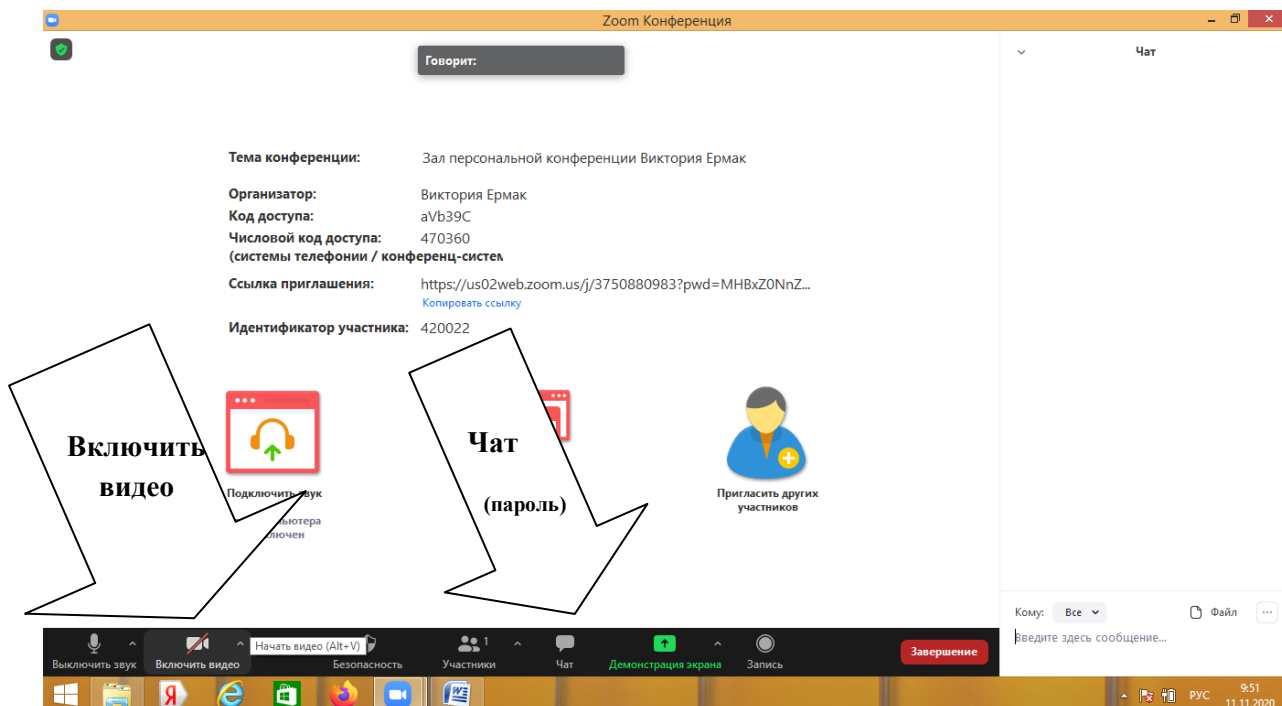 Zoom Конференция
Говорит:
Чат
Тема конференции: Зал персональной конференции Виктория Ермак
Организатор: Виктория Ермак
Код доступа: aVb39C
Числовой код доступа: 470360
(системы телефонии / конференц-систем
Ссылка приглашения: https://us02web.zoom.us/j/3750880983?pwd=MHBxZ0NnZ...
Копировать ссылку
Идентификатор участника: 420022
Включить
видео
Чат
(пароль)
Подключить звук
Пригласить других
участников
Кому: Все
Файл
Введите здесь сообщение...
Начать видео (Alt+V)
1
Выключить звук
Включить видео
Безопасность
Участники
Чат
Демонстрация экрана
Запись
Завершение
Я
РУС
9:51
11.11.2020